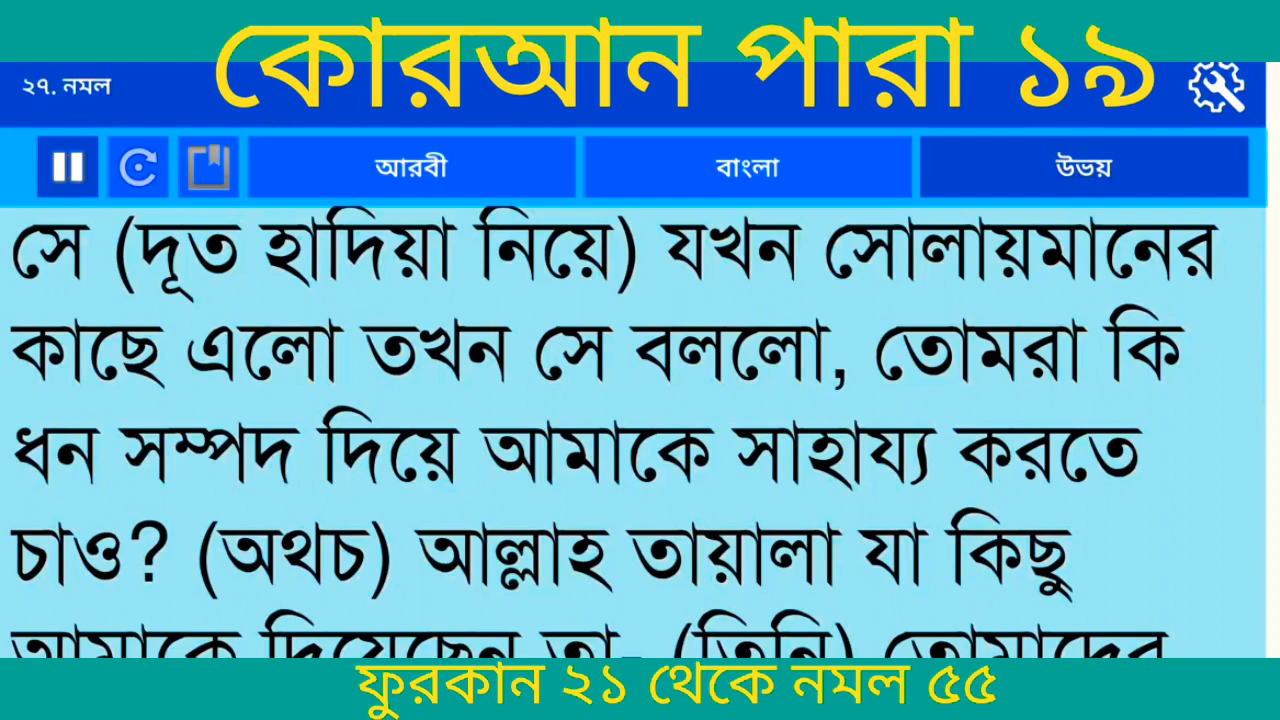 কোরআন পারা ১৯
২৭. নমল
আরবী বাংলা উভয়
সে (দূত হাদিয়া নিয়ে) যখন সোলায়মানের
কাছে এলো তখন সে বললো, তোমরা কি
ধন সম্পদ দিয়ে আমাকে সাহায্য করতে
চাও? (অথচ) আল্লাহ তায়ালা যা কিছু
আমাকে দিয়েছেন তা- (তিনি) তোমাদের
ফুরকান ২১ থেকে নমল ৫৫